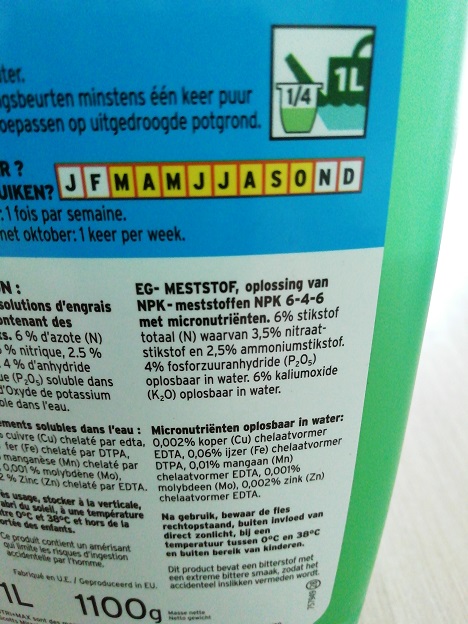 ter.
gsbeurten minstens één keer puur
oepassen op uitgedroogde potgrond.
1/4
1L
R ?
UIKEN?
J F M A M J J A S O N D
: 1 fois par semaine.
met oktober: 1 keer per week.
N :
solutions d'engrais
ontenant des
s. 6 % d'azote (N)
% nitrique, 2.5 %
. 4 % d'anhydride
ue (P₂O₅) soluble dans
d'Oxyde de potassium
ble dans l'eau.
ements solubles dans l'eau :
cuivre (Cu) chelaté par edta,
fer (Fe) chelaté par DTPA,
manganèse (Mn) chelaté par
0,001 % molybdène (Mo),
2 % Zinc (Zn) chelaté par EDTA.
ès usage, stocker à la verticale,
abri du soleil, à une température
tre 0°C et 38°C et hors de la
ortée des enfants.
Ce produit contient un amérisant
qui limite les risques d'ingestion
accidentelle par l'homme.
EG- MESTSTOF, oplossing van
NPK - meststoffen NPK 6-4-6
met micronutriënten. 6% stikstof
totaal (N) waarvan 3,5% nitraat-
stikstof en 2,5% ammoniumstikstof.
4% fosforzuuranhydride (P₂O₅)
oplosbaar in water. 6% kaliumoxide
(K₂O) oplosbaar in water.
Micronutriënten oplosbaar in water:
0,002% koper (Cu) chelaatvormer
EDTA, 0,06% ijzer (Fe) chelaatvormer
DTPA, 0,01% mangaan (Mn)
chelaatvormer EDTA, 0,001%
molybdeen (Mo), 0,002% zink (Zn)
chelaatvormer EDTA.
Na gebruik, bewaar de fles
rechtopstaand, buiten invloed van
direct zonlicht, bij een
temperatuur tussen 0°C en 38°C
en buiten bereik van kinderen.
Dit product bevat een bitterstof met
een extreme bittere smaak, zodat het
accidenteel inslikken vermeden wordt.
Fabriqué en U.E. / Geproduceerd in EU.
1L
1100g
Masse nette
Netto gewicht